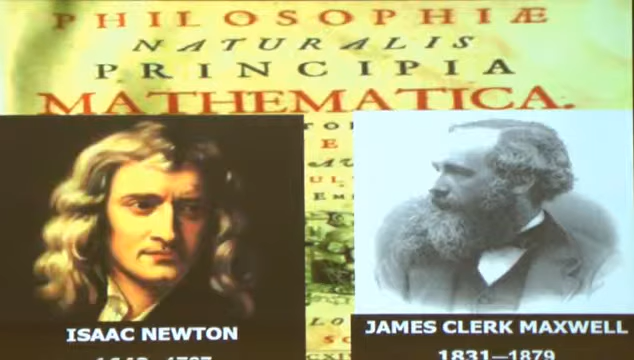 PHILOSOPHIÆ
NATURALIS
PRINCIPIA
MATHEMATICA.
ISAAC NEWTON
JAMES CLERK MAXWELL
1831–1879